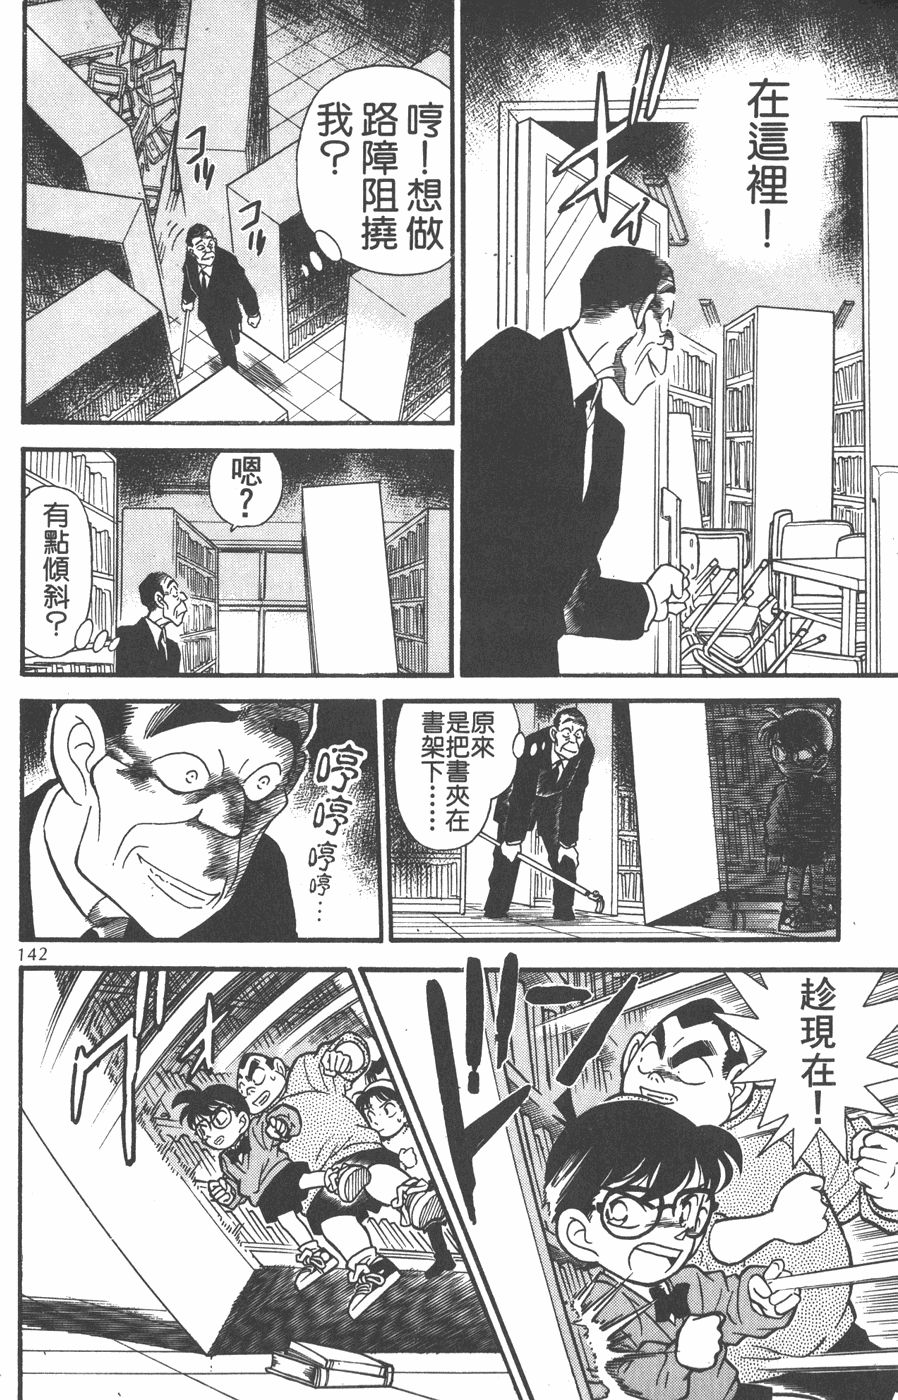 在這裡！
哼！想做
路障阻撓
我？
嗯？
有點傾斜？
原來
是把書夾在
書架下……
哼哼哼哼…
趁現在！
142